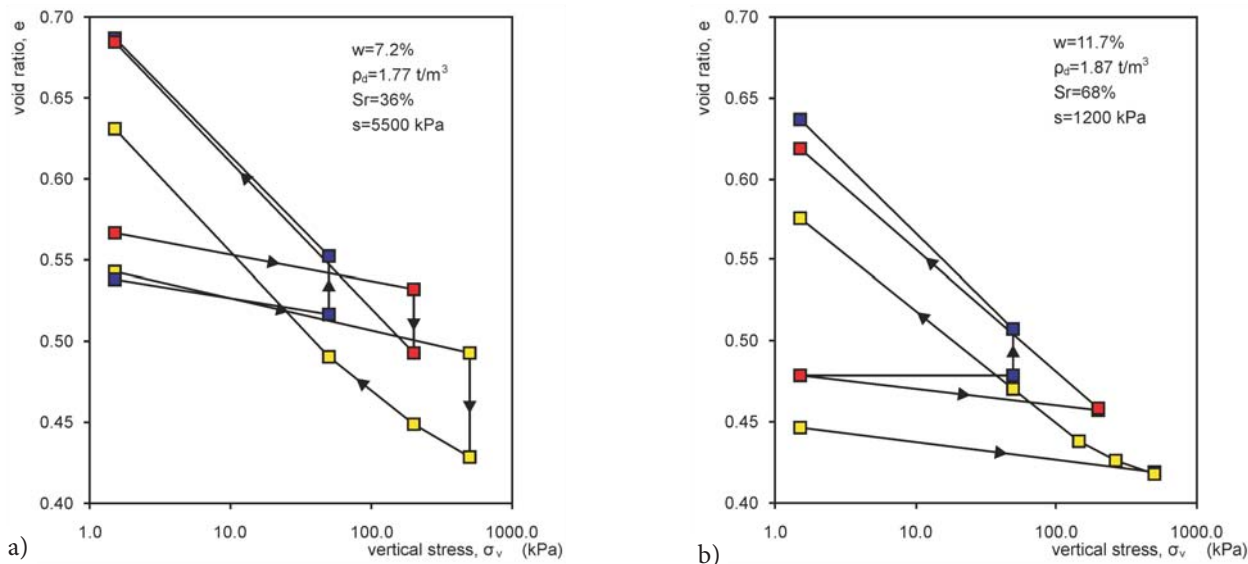 0.70
0.65
0.60
0.55
0.50
0.45
0.40
void ratio, e
w=7.2%
ρd=1.77 t/m³
Sr=36%
s=5500 kPa
1.0 10.0 100.0 1000.0
vertical stress, σv (kPa)
a)
0.70
0.65
0.60
0.55
0.50
0.45
0.40
void ratio, e
w=11.7%
ρd=1.87 t/m³
Sr=68%
s=1200 kPa
1.0 10.0 100.0 1000.0
vertical stress, σv (kPa)
b)